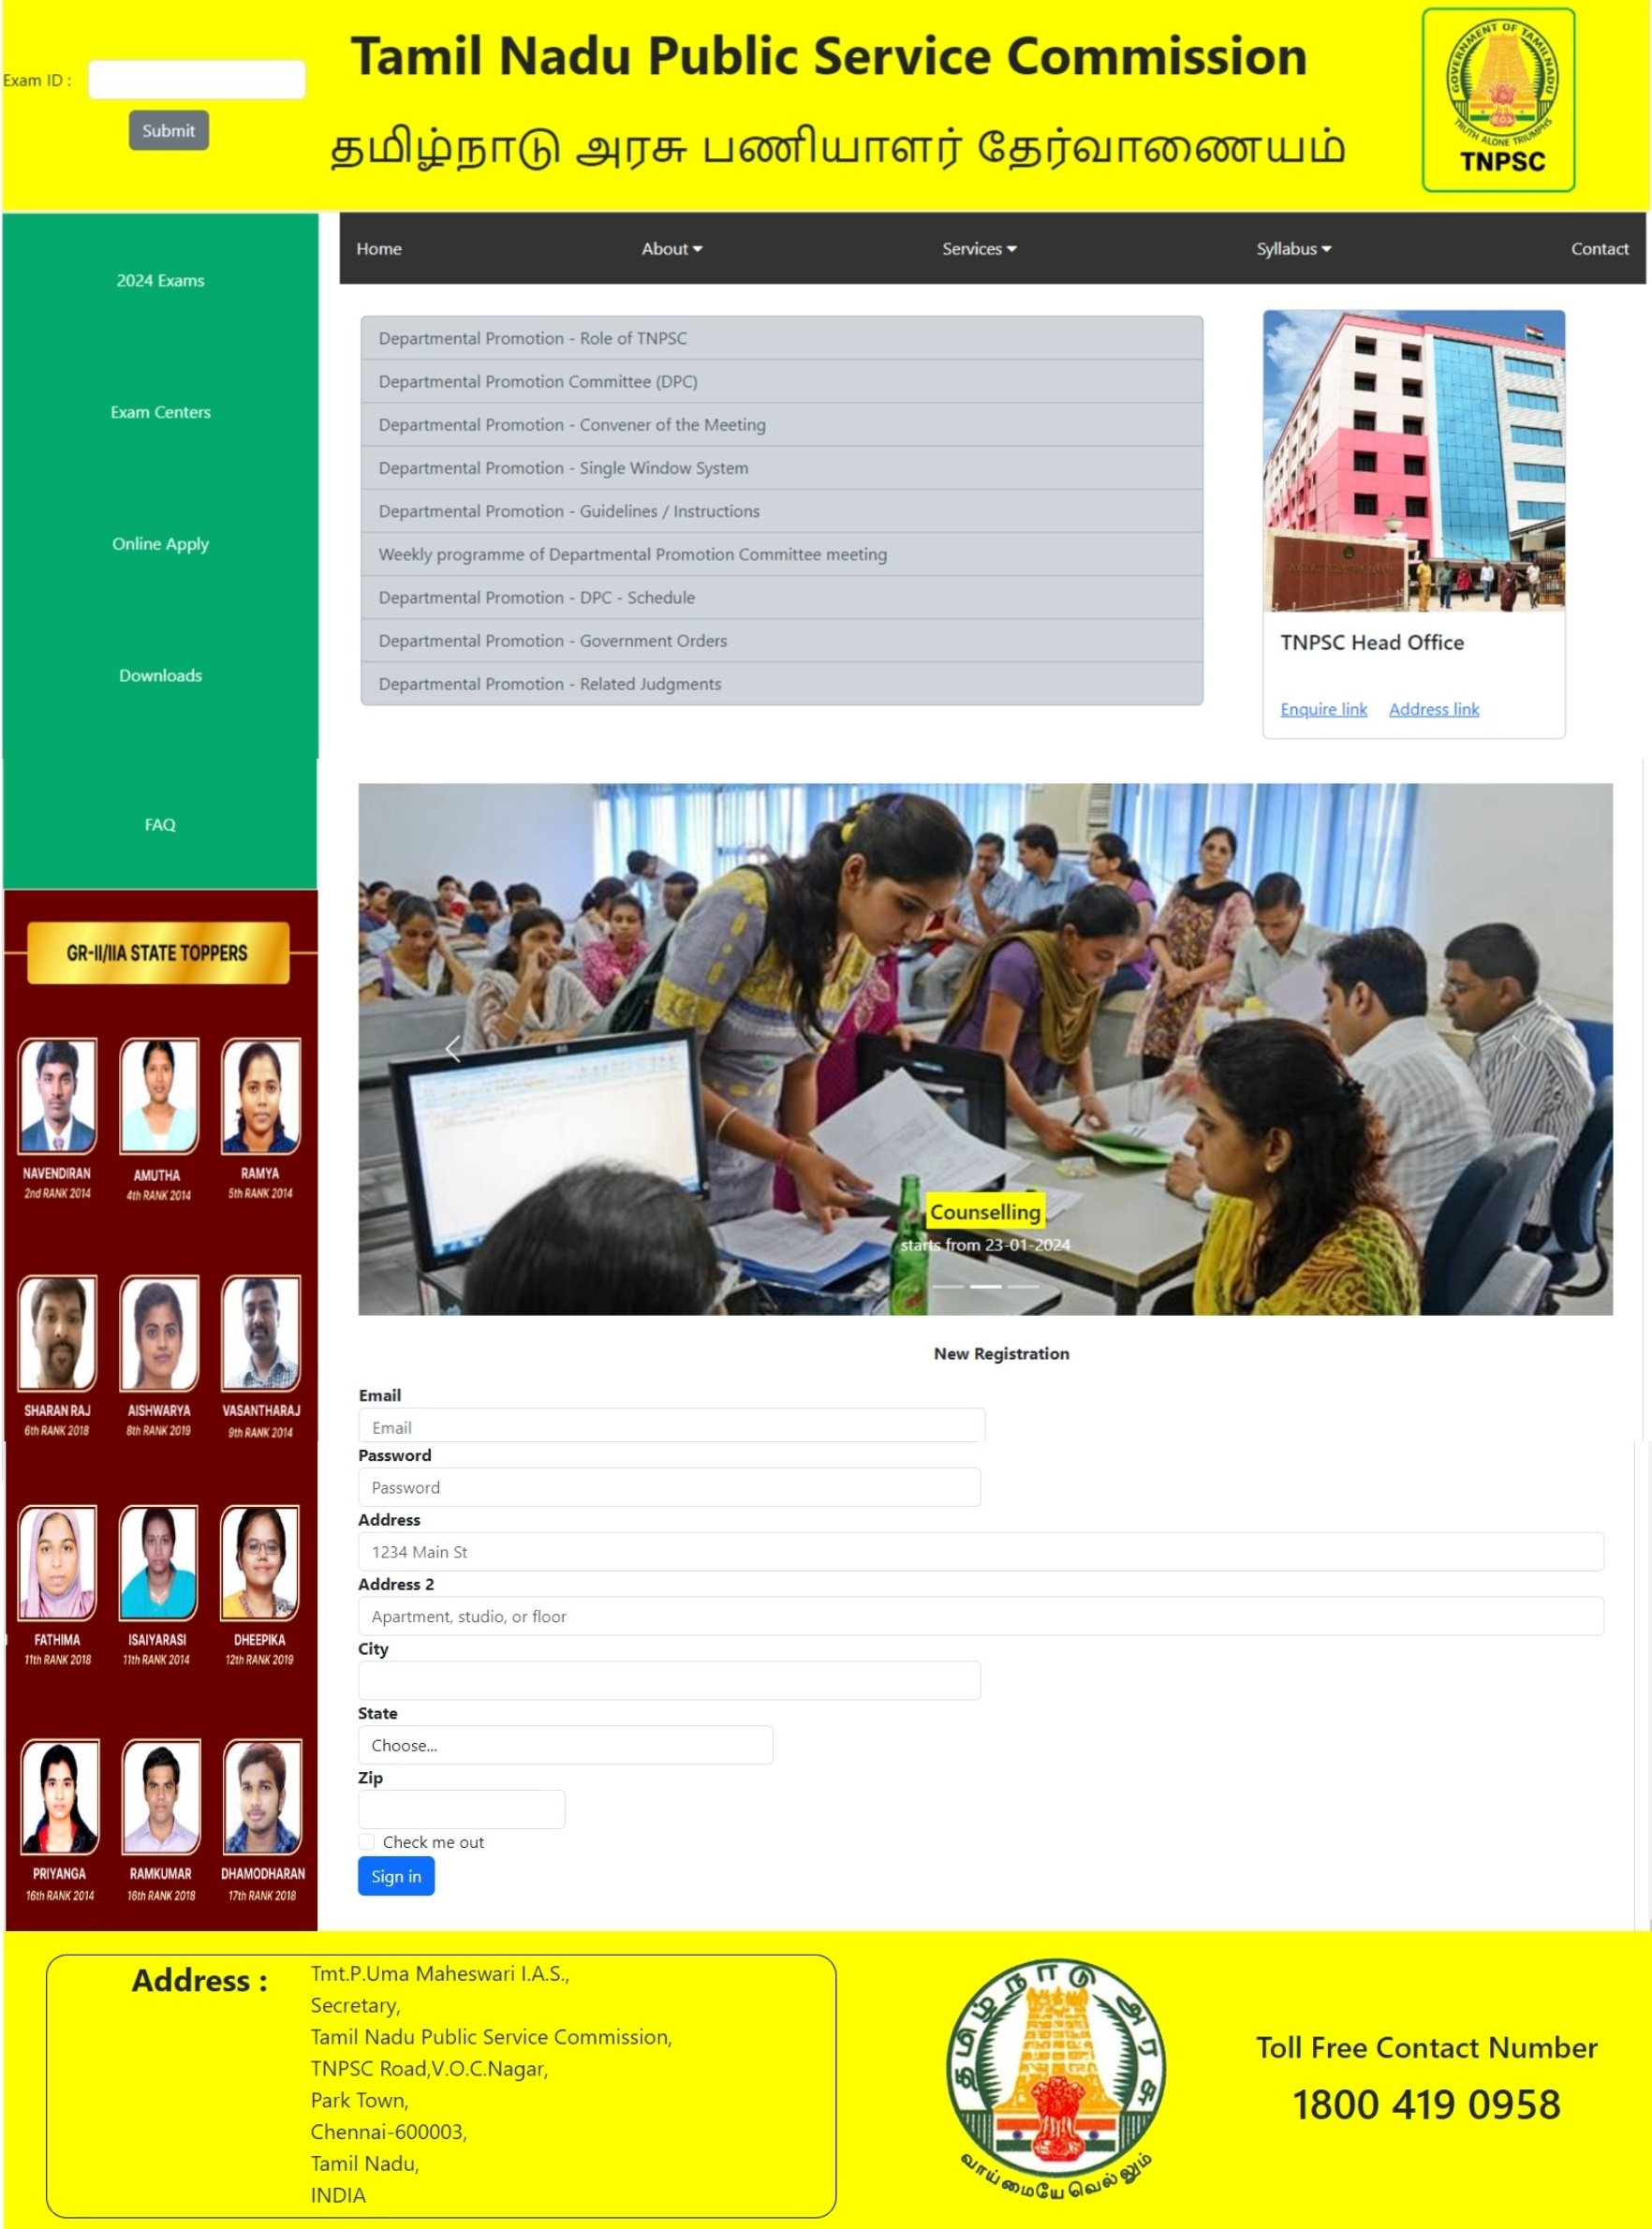 Exam ID :
Submit
Tamil Nadu Public Service Commission
தமிழ்நாடு அரசு பணியாளர் தேர்வாணையம்
GOVERNMENT OF TAMILNADU
TRUTH ALONE TRIUMPHS
TNPSC
Home
About
Services
Syllabus
Contact
2024 Exams
Exam Centers
Online Apply
Downloads
FAQ
Departmental Promotion - Role of TNPSC
Departmental Promotion Committee (DPC)
Departmental Promotion - Convener of the Meeting
Departmental Promotion - Single Window System
Departmental Promotion - Guidelines / Instructions
Weekly programme of Departmental Promotion Committee meeting
Departmental Promotion - DPC - Schedule
Departmental Promotion - Government Orders
Departmental Promotion - Related Judgments
TNPSC Head Office
Enquire link Address link
GR-II/IIA STATE TOPPERS
NAVENDIRAN AMUTHA RAMYA
2nd RANK 2014 4th RANK 2014 5th RANK 2014
SHARAN RAJ AISHWARYA VASANTHARAJ
6th RANK 2018 8th RANK 2019 9th RANK 2014
FATHIMA ISAIYARASI DHEEPIKA
11th RANK 2018 11th RANK 2014 12th RANK 2019
PRIYANGA RAMKUMAR DHAMODHARAN
16th RANK 2014 16th RANK 2018 17th RANK 2018
Counselling
starts from 23-01-2024
New Registration
Email
Email
Password
Password
Address
1234 Main St
Address 2
Apartment, studio, or floor
City
State
Choose...
Zip
Check me out
Sign in
Address :
Tmt.P.Uma Maheswari I.A.S.,
Secretary,
Tamil Nadu Public Service Commission,
TNPSC Road,V.O.C.Nagar,
Park Town,
Chennai-600003,
Tamil Nadu,
INDIA
தமிழ்நாடு அரசு
வாய்மையே வெல்லும்
Toll Free Contact Number
1800 419 0958